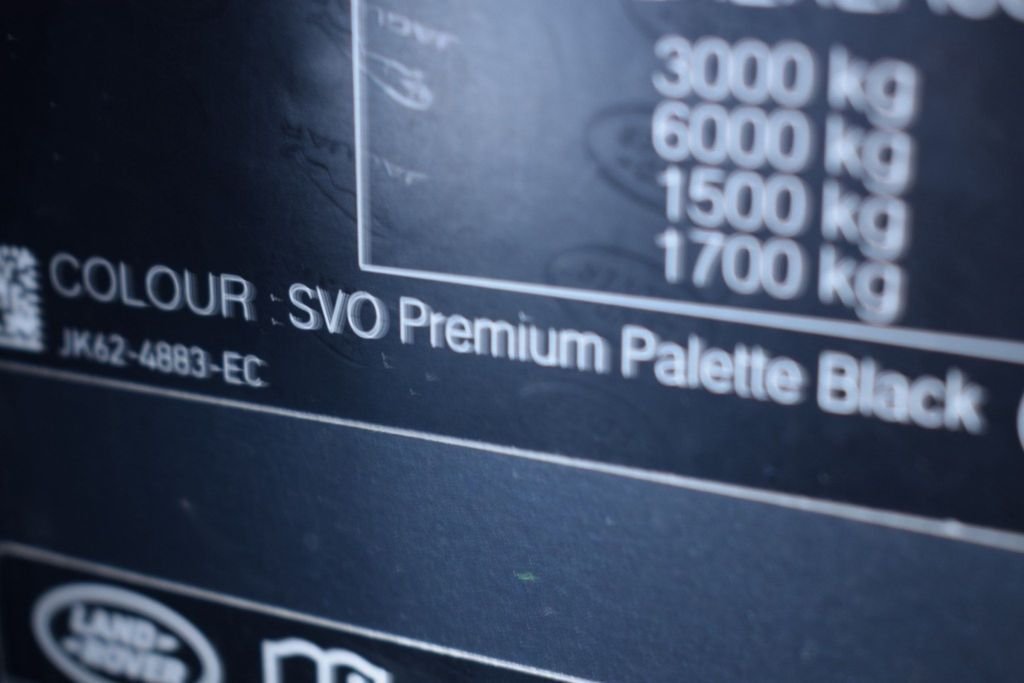 3000 kg
6000 kg
1500 kg
1700 kg
COLOUR : SVO Premium Palette Black
JK62-4883-EC
LAND
ROVER